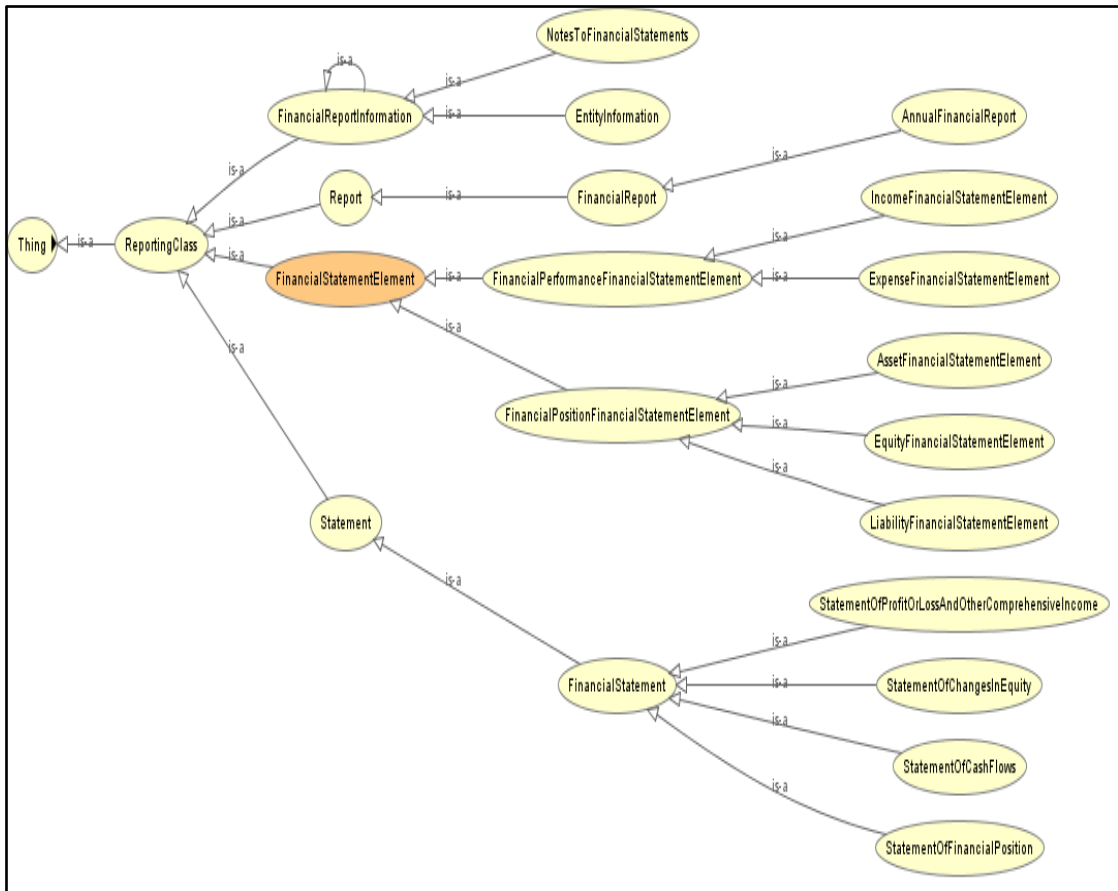 NotesToFinancialStatements
is-a
is-a
FinancialReportInformation
is-a
EntityInformation
AnnualFinancialReport
is-a
is-a
Report
is-a
FinancialReport
IncomeFinancialStatementElement
is-a
is-a
Thing
is-a
ReportingClass
is-a
FinancialStatementElement
is-a
FinancialPerformanceFinancialStatementElement
is-a
ExpenseFinancialStatementElement
is-a
is-a
AssetFinancialStatementElement
is-a
is-a
FinancialPositionFinancialStatementElement
is-a
EquityFinancialStatementElement
is-a
Statement
LiabilityFinancialStatementElement
is-a
StatementOfProfitOrLossAndOtherComprehensiveIncome
is-a
FinancialStatement
is-a
StatementOfChangesInEquity
is-a
StatementOfCashFlows
is-a
StatementOfFinancialPosition